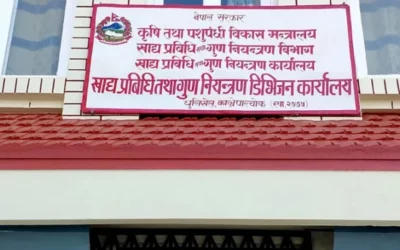 नेपाल सरकार
कृषि तथा पशुपंछी विकास मन्त्रालय
खाद्य प्रविधि तथा गुण नियन्त्रण विभाग
खाद्य प्रविधि तथा गुण नियन्त्रण कार्यालय
खाद्य प्रविधि तथा गुण नियन्त्रण डिभिजन कार्यालय
धुलिखेल, काभ्रेपलाञ्चोक